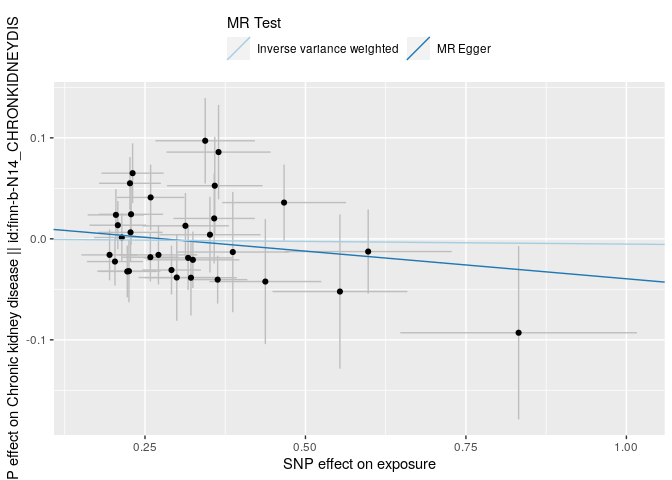 MR Test
Inverse variance weighted
MR Egger
P effect on Chronic kidney disease || id:finn-b-N14_CHRONKIDNEYDIS
0.1
0.0
-0.1
0.25
0.50
0.75
1.00
SNP effect on exposure